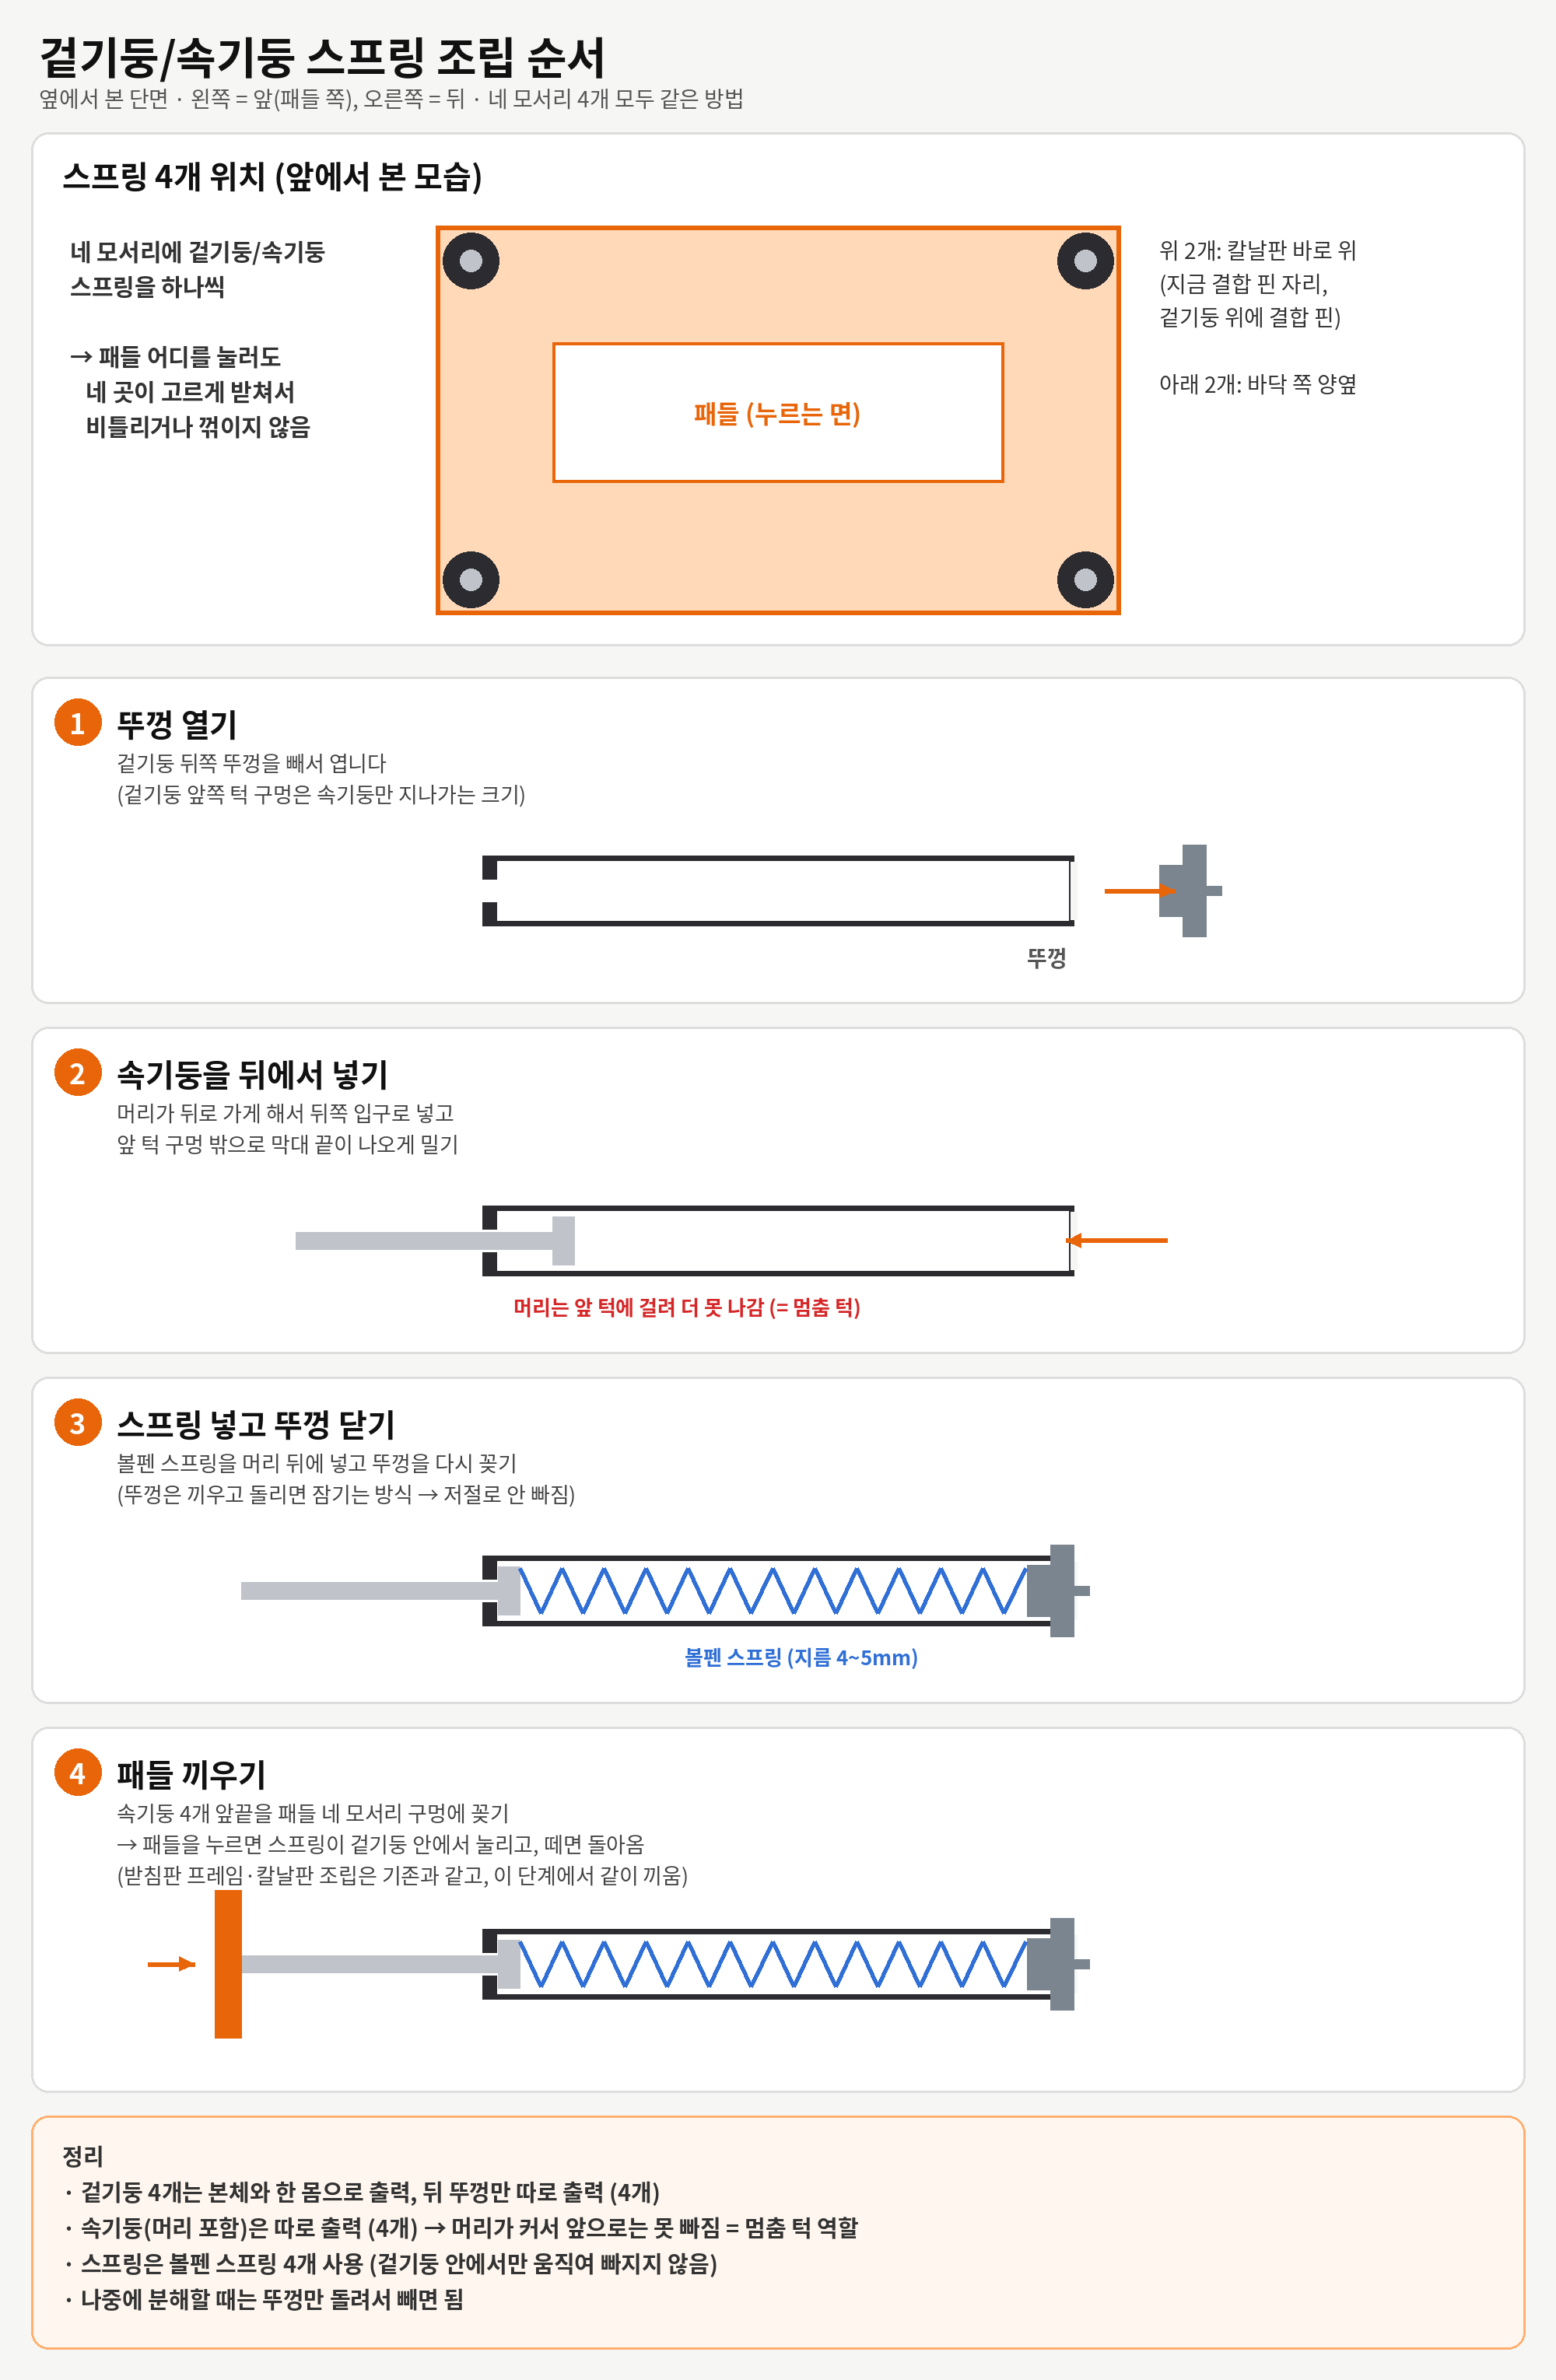 겉기둥/속기둥 스프링 조립 순서
옆에서 본 단면 · 왼쪽 = 앞(패들 쪽), 오른쪽 = 뒤 · 네 모서리 4개 모두 같은 방법
스프링 4개 위치 (앞에서 본 모습)
네 모서리에 겉기둥/속기둥
스프링을 하나씩
→ 패들 어디를 눌러도
네 곳이 고르게 받쳐서
비틀리거나 꺾이지 않음
패들 (누르는 면)
위 2개: 칼날판 바로 위
(지금 결합 핀 자리,
겉기둥 위에 결합 핀)
아래 2개: 바닥 쪽 양옆
1 뚜껑 열기
겉기둥 뒤쪽 뚜껑을 빼서 엽니다
(겉기둥 앞쪽 턱 구멍은 속기둥만 지나가는 크기)
뚜껑
2 속기둥을 뒤에서 넣기
머리가 뒤로 가게 해서 뒤쪽 입구로 넣고
앞 턱 구멍 밖으로 막대 끝이 나오게 밀기
머리는 앞 턱에 걸려 더 못 나감 (= 멈춤 턱)
3 스프링 넣고 뚜껑 닫기
볼펜 스프링을 머리 뒤에 넣고 뚜껑을 다시 꽂기
(뚜껑은 끼우고 돌리면 잠기는 방식 → 저절로 안 빠짐)
볼펜 스프링 (지름 4~5mm)
4 패들 끼우기
속기둥 4개 앞끝을 패들 네 모서리 구멍에 꽂기
→ 패들을 누르면 스프링이 겉기둥 안에서 눌리고, 떼면 돌아옴
(받침판 프레임·칼날판 조립은 기존과 같고, 이 단계에서 같이 끼움)
정리
· 겉기둥 4개는 본체와 한 몸으로 출력, 뒤 뚜껑만 따로 출력 (4개)
· 속기둥(머리 포함)은 따로 출력 (4개) → 머리가 커서 앞으로는 못 빠짐 = 멈춤 턱 역할
· 스프링은 볼펜 스프링 4개 사용 (겉기둥 안에서만 움직여 빠지지 않음)
· 나중에 분해할 때는 뚜껑만 돌려서 빼면 됨